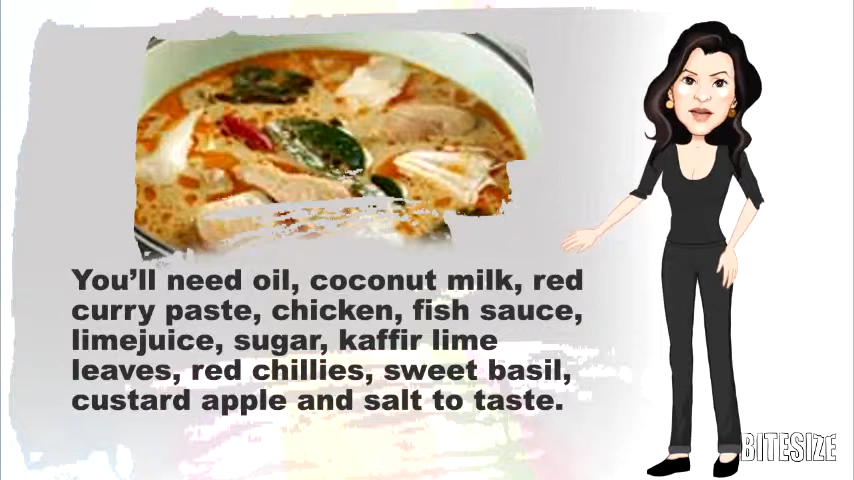 You’ll need oil, coconut milk, red
curry paste, chicken, fish sauce,
limejuice, sugar, kaffir lime
leaves, red chillies, sweet basil,
custard apple and salt to taste.
BITESIZE